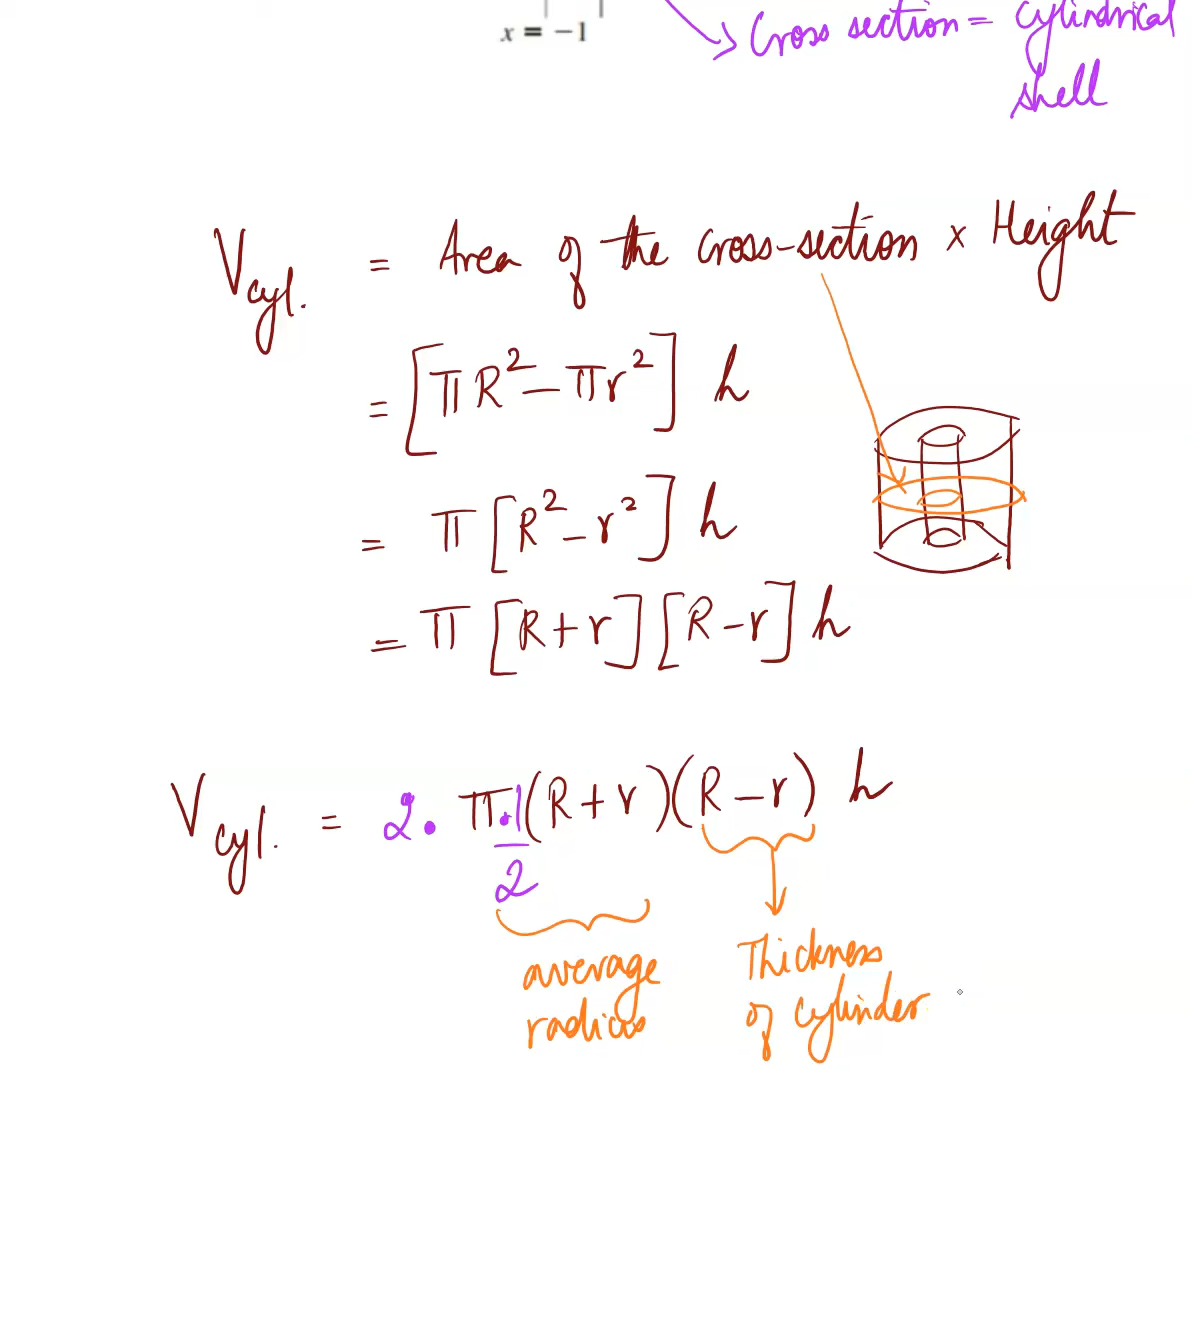 x = −1
Cross section = cylindrical
shell
V cyl. = Area of the cross-section × Height
= [πR² − πr²] h
= π [R² − r²] h
= π [R + r] [R − r] h
V cyl. = 2 · π · 1/2 (R + r)(R − r) h
average
radius
Thickness
of cylinder